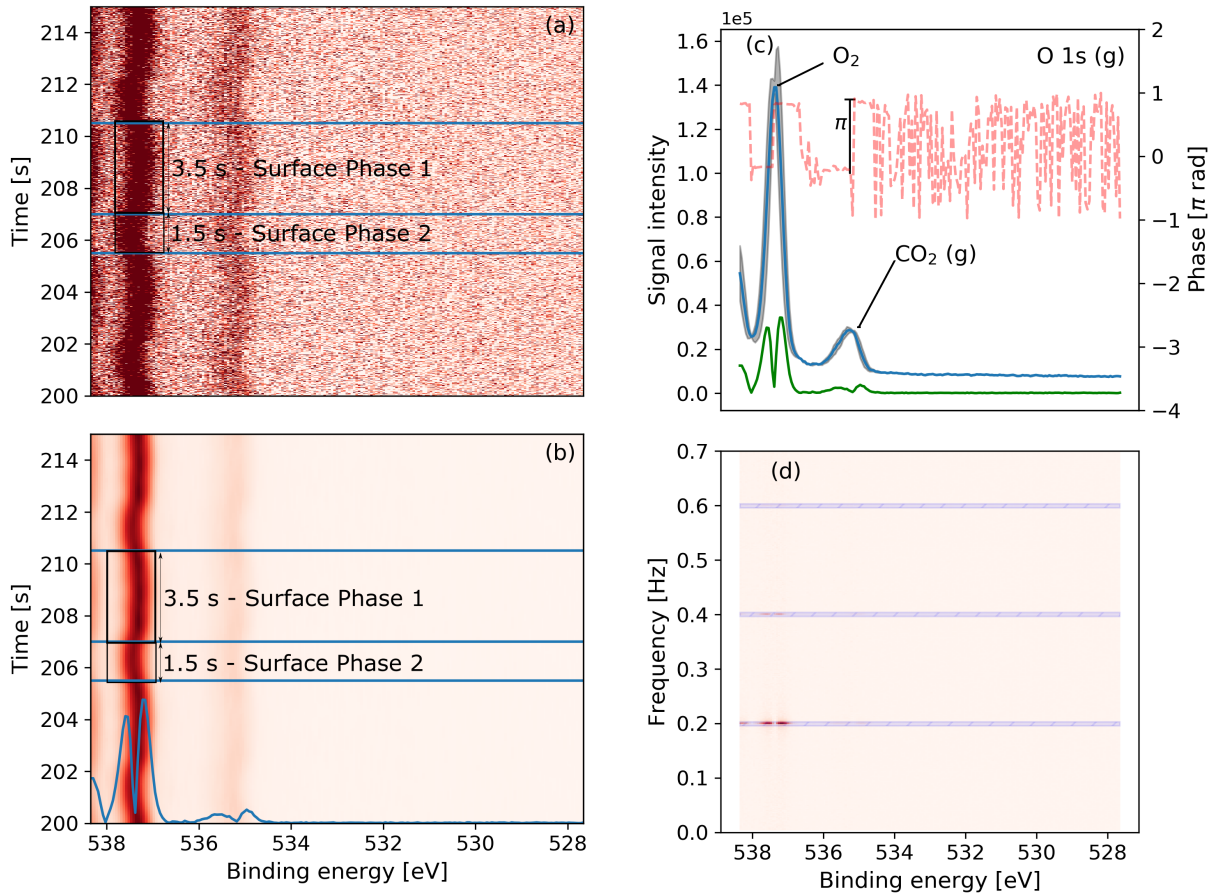 (a)
214
212
210
208
206
204
202
200
Time [s]
3.5 s - Surface Phase 1
1.5 s - Surface Phase 2
1e5
(c)
O₂
O 1s (g)
π
CO₂ (g)
1.6
1.4
1.2
1.0
0.8
0.6
0.4
0.2
0.0
Signal intensity
2
1
0
−1
−2
−3
−4
Phase [π rad]
(b)
214
212
210
208
206
204
202
200
Time [s]
3.5 s - Surface Phase 1
1.5 s - Surface Phase 2
538 536 534 532 530 528
Binding energy [eV]
(d)
0.7
0.6
0.5
0.4
0.3
0.2
0.1
0.0
Frequency [Hz]
538 536 534 532 530 528
Binding energy [eV]